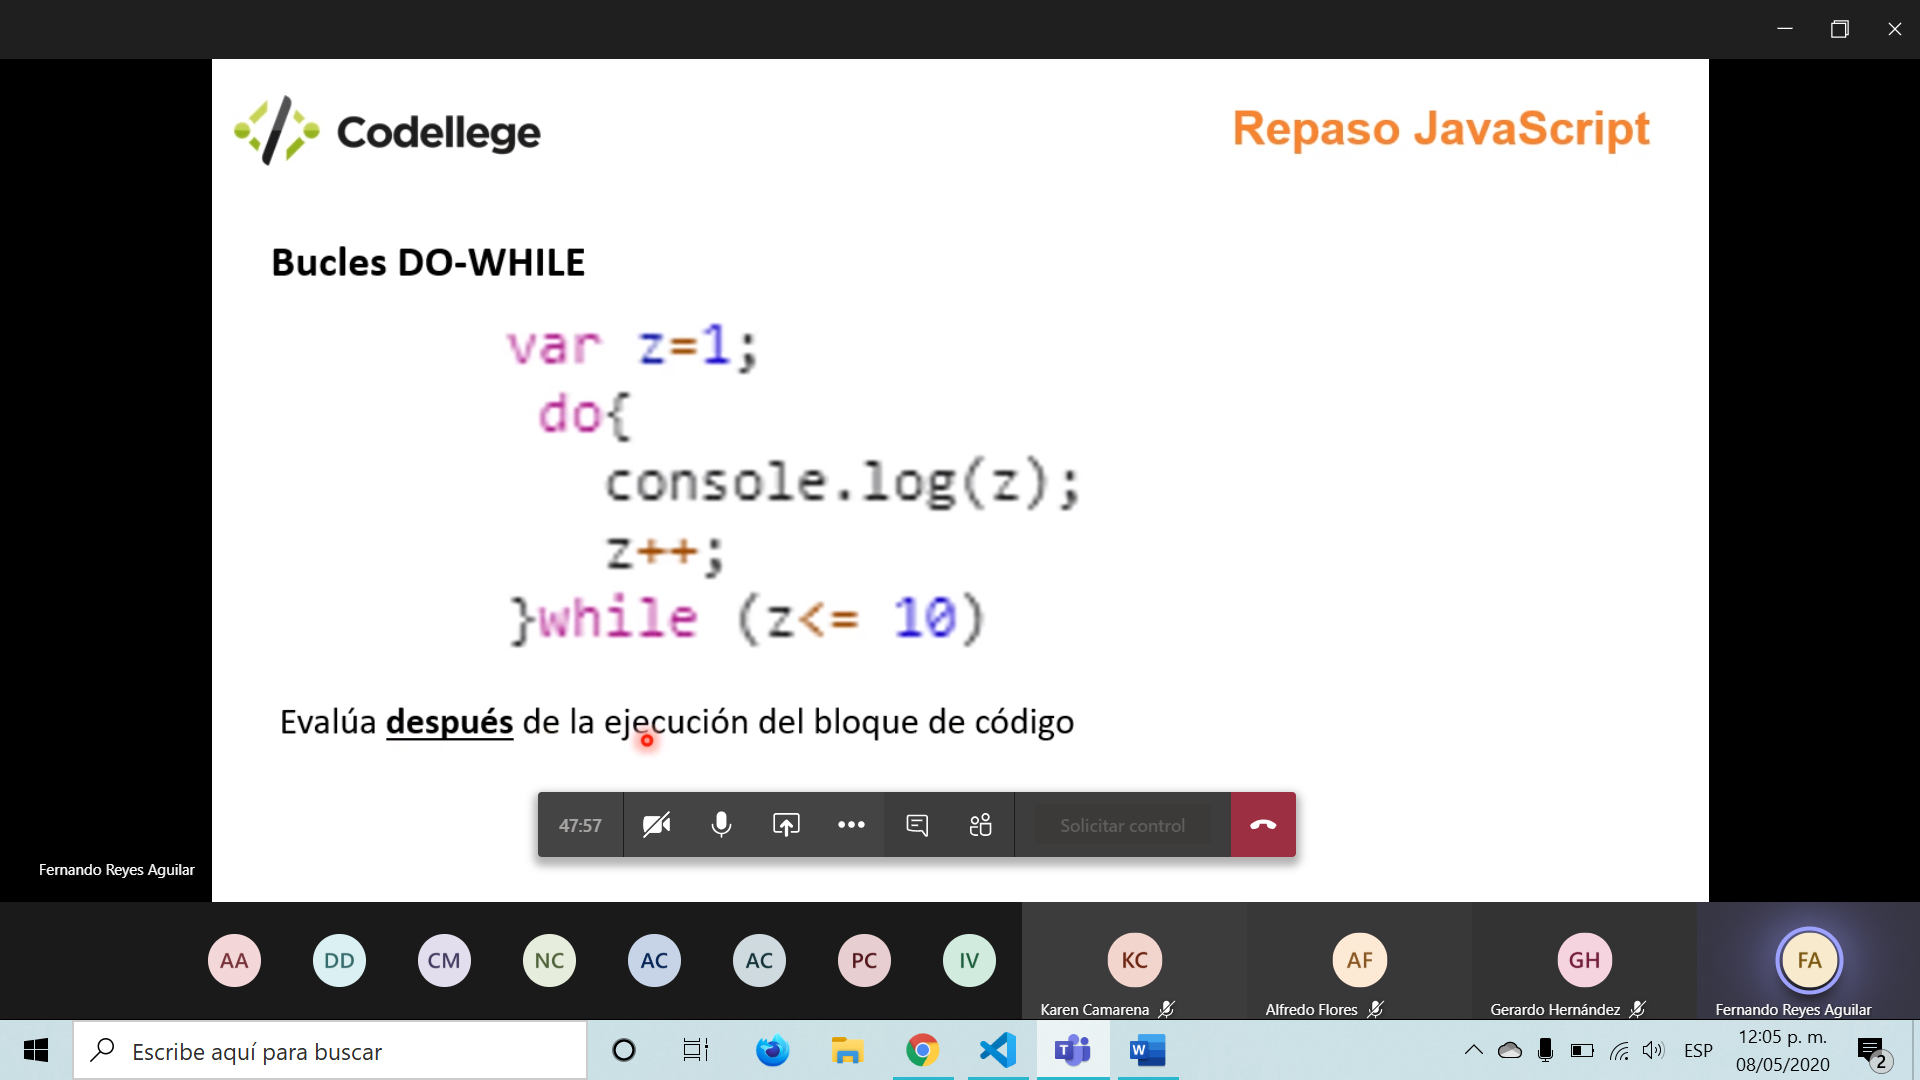 Codellege
Repaso JavaScript
Bucles DO-WHILE
var z=1;
do{
console.log(z);
z++;
}while (z<= 10)
Evalúa después de la ejecución del bloque de código
47:57
Solicitar control
Fernando Reyes Aguilar
AA
DD
CM
NC
AC
AC
PC
IV
KC
AF
GH
FA
Karen Camarena
Alfredo Flores
Gerardo Hernández
Fernando Reyes Aguilar
Escribe aquí para buscar
W
T
ESP
12:05 p. m.
08/05/2020
2